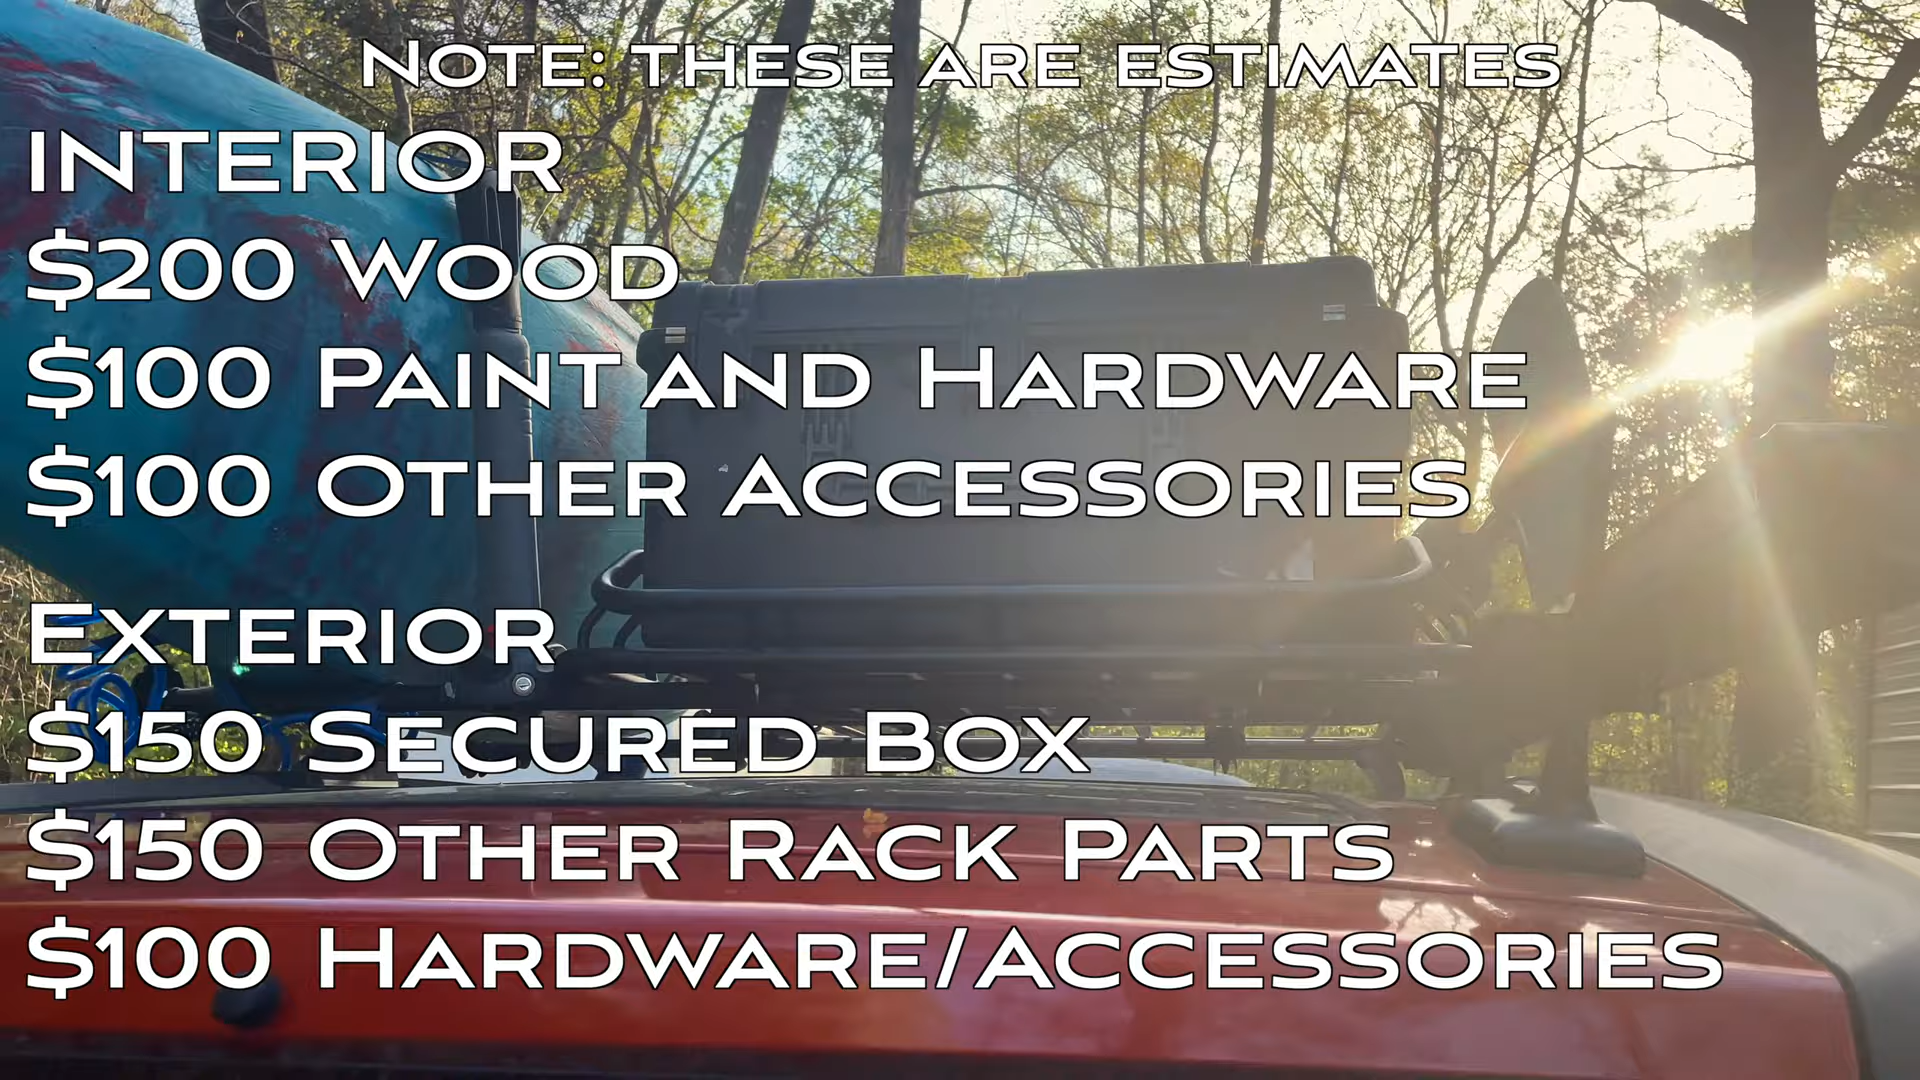 Note: these are estimates
Interior
$200 Wood
$100 Paint and Hardware
$100 Other Accessories
Exterior
$150 Secured Box
$150 Other Rack Parts
$100 Hardware/Accessories